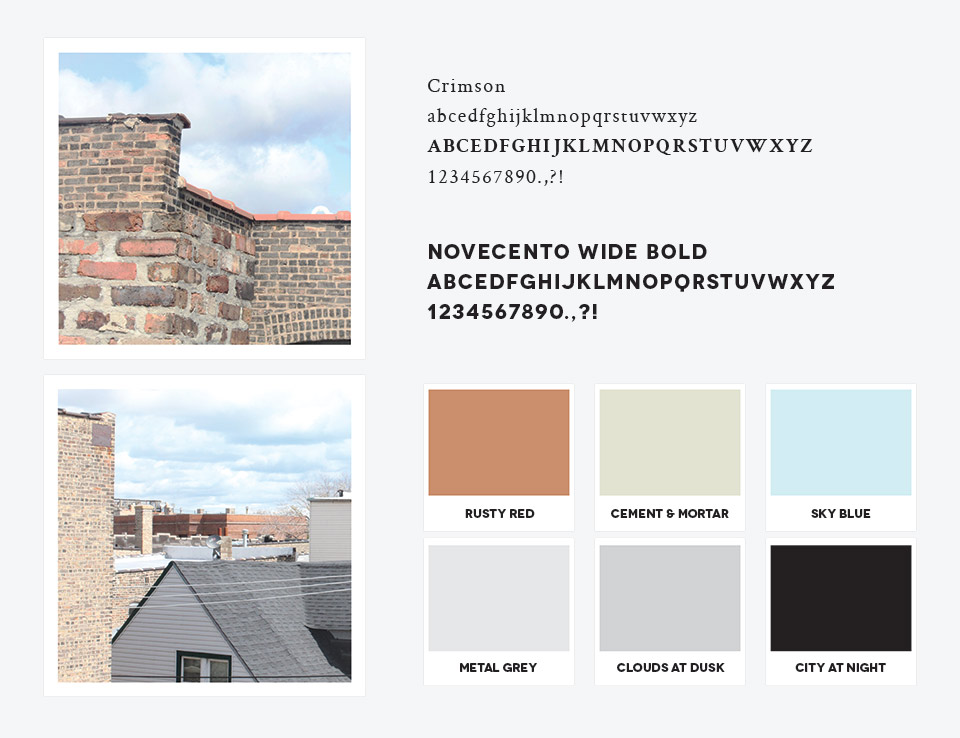 Crimson
abcedfghijklmnopqrstuvwxyz
ABCEDFGHIJKLMNOPQRSTUVWXYZ
1234567890.,?!
NOVECENTO WIDE BOLD
ABCEDFGHIJKLMNOPQRSTUVWXYZ
1234567890.,?!
RUSTY RED
CEMENT & MORTAR
SKY BLUE
METAL GREY
CLOUDS AT DUSK
CITY AT NIGHT